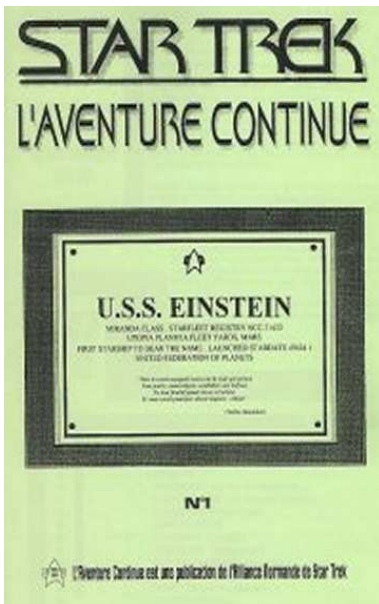 STAR TREK
L'AVENTURE CONTINUE
U.S.S. EINSTEIN
MIRANDA CLASS STARFLEET REGISTRY NCC
UTOPIA PLANITIA FLEET YARDS, MARS
FIRST STARSHIP TO BEAR THE NAME LAUNCHED STARDATE
UNITED FEDERATION OF PLANETS
N°1
L'Aventure Continue est une publication de l'Alliance Normande de Star Trek